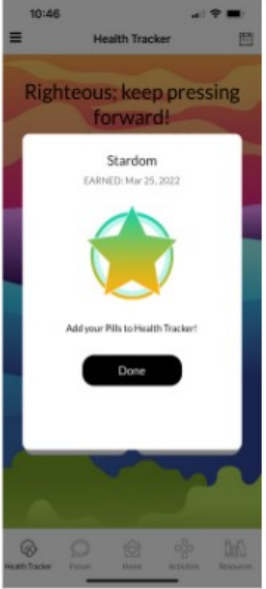 10:46
Health Tracker
Righteous; keep pressing
forward!
Stardom
EARNED: Mar 25, 2022
Add your Pills to Health Tracker!
Done
Health Tracker
Forum
Home
Activities
Resources